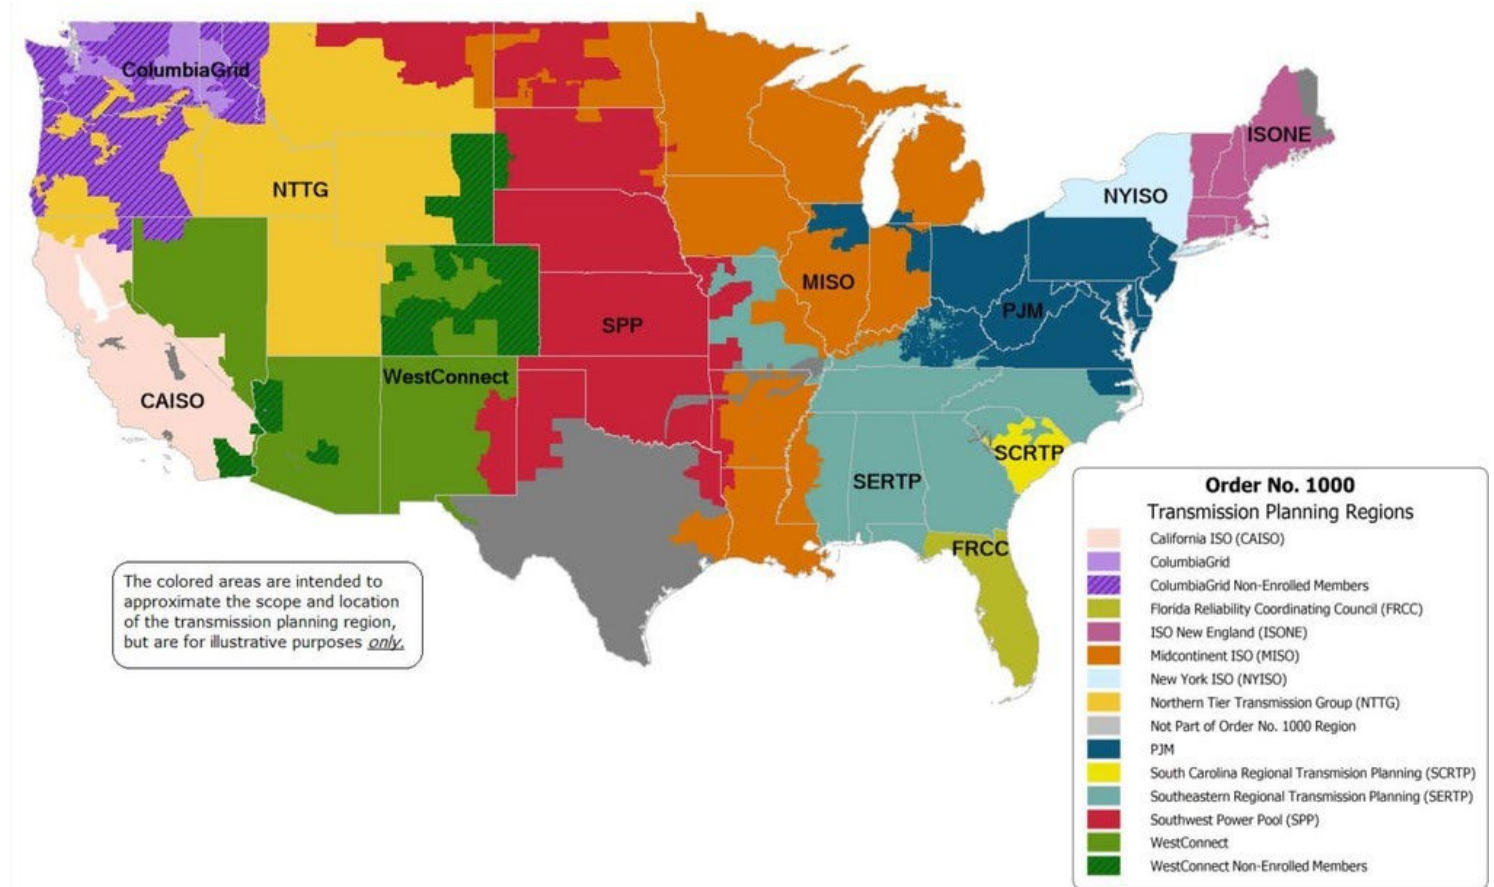 ColumbiaGrid
ISONE
NTTG
NYISO
MISO
PJM
SPP
WestConnect
CAISO
SCRTP
SERTP
FRCC
The colored areas are intended to
approximate the scope and location
of the transmission planning region,
but are for illustrative purposes only.
Order No. 1000
Transmission Planning Regions
California ISO (CAISO)
ColumbiaGrid
ColumbiaGrid Non-Enrolled Members
Florida Reliability Coordinating Council (FRCC)
ISO New England (ISONE)
Midcontinent ISO (MISO)
New York ISO (NYISO)
Northern Tier Transmission Group (NTTG)
Not Part of Order No. 1000 Region
PJM
South Carolina Regional Transmision Planning (SCRTP)
Southeastern Regional Transmission Planning (SERTP)
Southwest Power Pool (SPP)
WestConnect
WestConnect Non-Enrolled Members